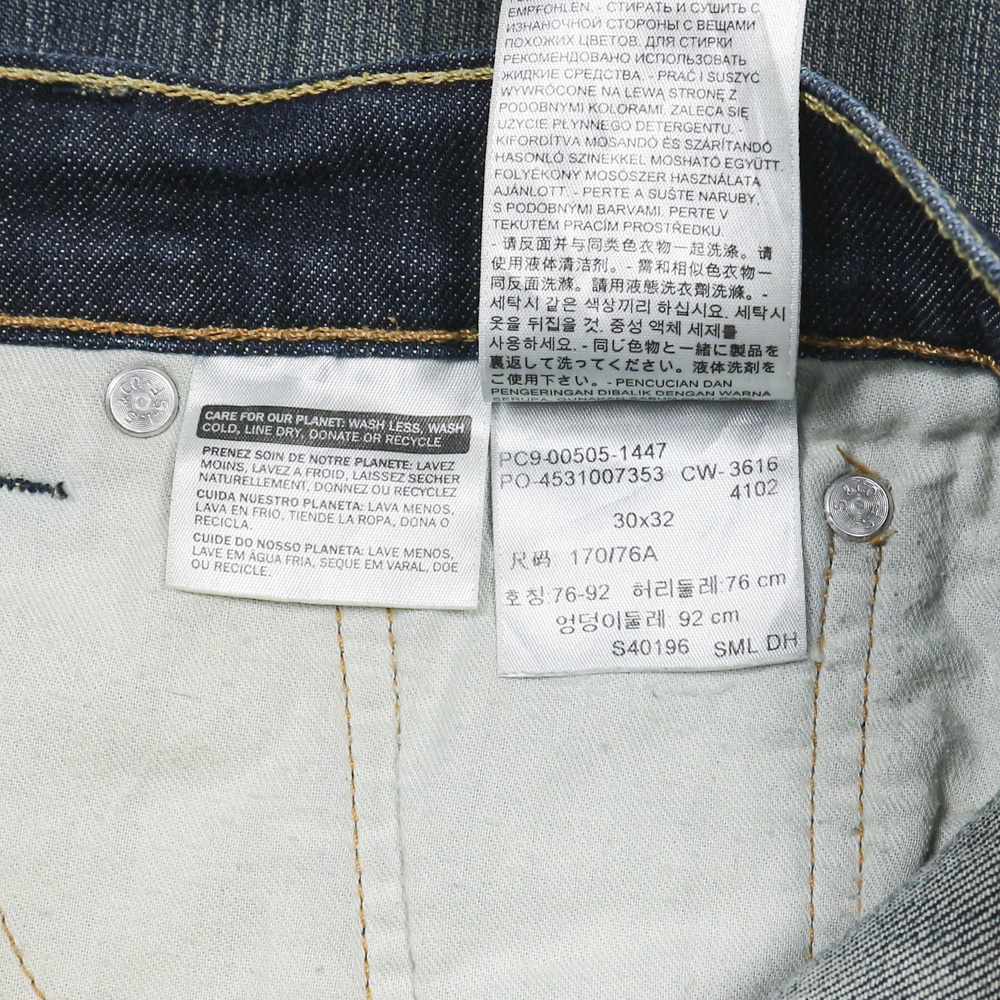 EMPFOHLEN. - СТИРАТЬ И СУШИТЬ С
ИЗНАНОЧНОЙ СТОРОНЫ С ВЕЩАМИ
ПОХОЖИХ ЦВЕТОВ. ДЛЯ СТИРКИ
РЕКОМЕНДОВАНО ИСПОЛЬЗОВАТЬ
ЖИДКИЕ СРЕДСТВА. - PRAĆ I SUSZYĆ
WYWRÓCONE NA LEWĄ STRONĘ Z
PODOBNYMI KOLORAMI. ZALECA SIĘ
UŻYCIE PŁYNNEGO DETERGENTU. -
KIFORDÍTVA MOSANDÓ ÉS SZÁRÍTANDÓ
HASONLÓ SZINEKKEL MOSHATÓ EGYÜTT.
FOLYÉKONY MOSÓSZER HASZNÁLATA
AJÁNLOTT. - PERTE A SUŠTE NARUBY,
S PODOBNÝMI BARVAMI. PERTE V
TEKUTÉM PRACÍM PROSTŘEDKU.
- 请反面并与同类色衣物一起洗涤。请
使用液体清洁剂。- 需和相似色衣物一
同反面洗滌。請用液態洗衣劑洗滌。-
세탁시 같은 색상끼리 하십시요. 세탁시
옷을 뒤집을 것. 중성 액체 세제를
사용하세요. - 同じ色物と一緒に製品を
裏返して洗ってください。液体洗剤を
ご使用下さい。- PENCUCIAN DAN
PENGERINGAN DIBALIK DENGAN WARNA
CARE FOR OUR PLANET: WASH LESS, WASH
COLD, LINE DRY, DONATE OR RECYCLE
PRENEZ SOIN DE NOTRE PLANETE: LAVEZ
MOINS, LAVEZ A FROID, LAISSEZ SECHER
NATURELLEMENT, DONNEZ OU RECYCLEZ
CUIDA NUESTRO PLANETA: LAVA MENOS,
LAVA EN FRIO, TIENDE LA ROPA, DONA O
RECICLA.
CUIDE DO NOSSO PLANETA: LAVE MENOS,
LAVE EM ÁGUA FRIA, SEQUE EM VARAL, DOE
OU RECICLE.
PC9-00505-1447
PO-4531007353 CW-3616
4102
30x32
尺码 170/76A
호칭:76-92 허리둘레:76 cm
엉덩이둘레: 92 cm
S40196 SML DH